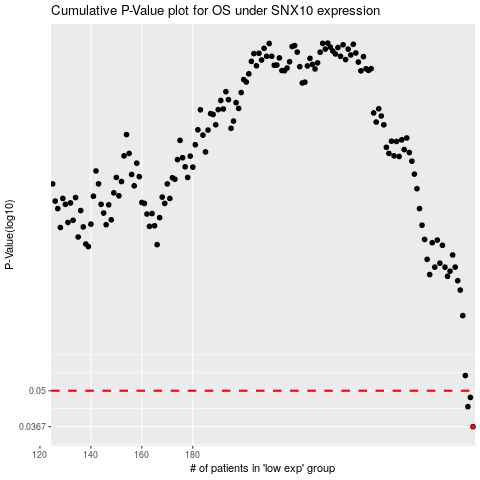 Cumulative P-Value plot for OS under SNX10 expression
P-Value(log10)
0.05
0.0367
120 140 160 180
# of patients in 'low exp' group